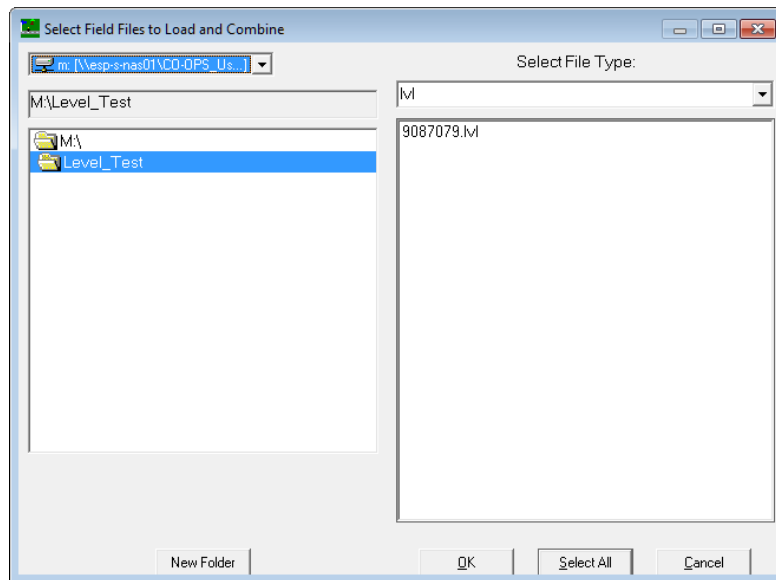 Select Field Files to Load and Combine
m: [\\esp-s-nas01\CO-OPS_Us...]
Select File Type:
M:\Level_Test
lvl
M:\
Level_Test
9087079.lvl
New Folder
OK
Select All
Cancel